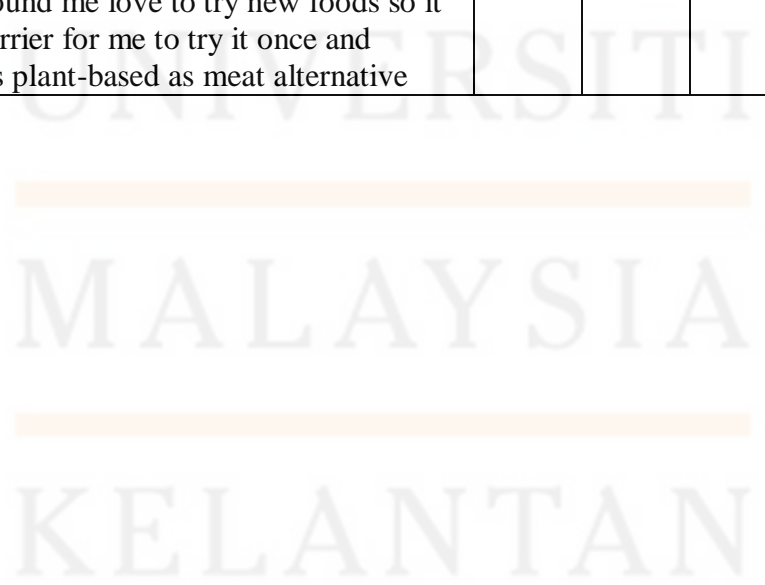 ound me love to try new foods so it
rrier for me to try it once and
s plant-based as meat alternative
UNIVERSITI
MALAYSIA
KELANTAN